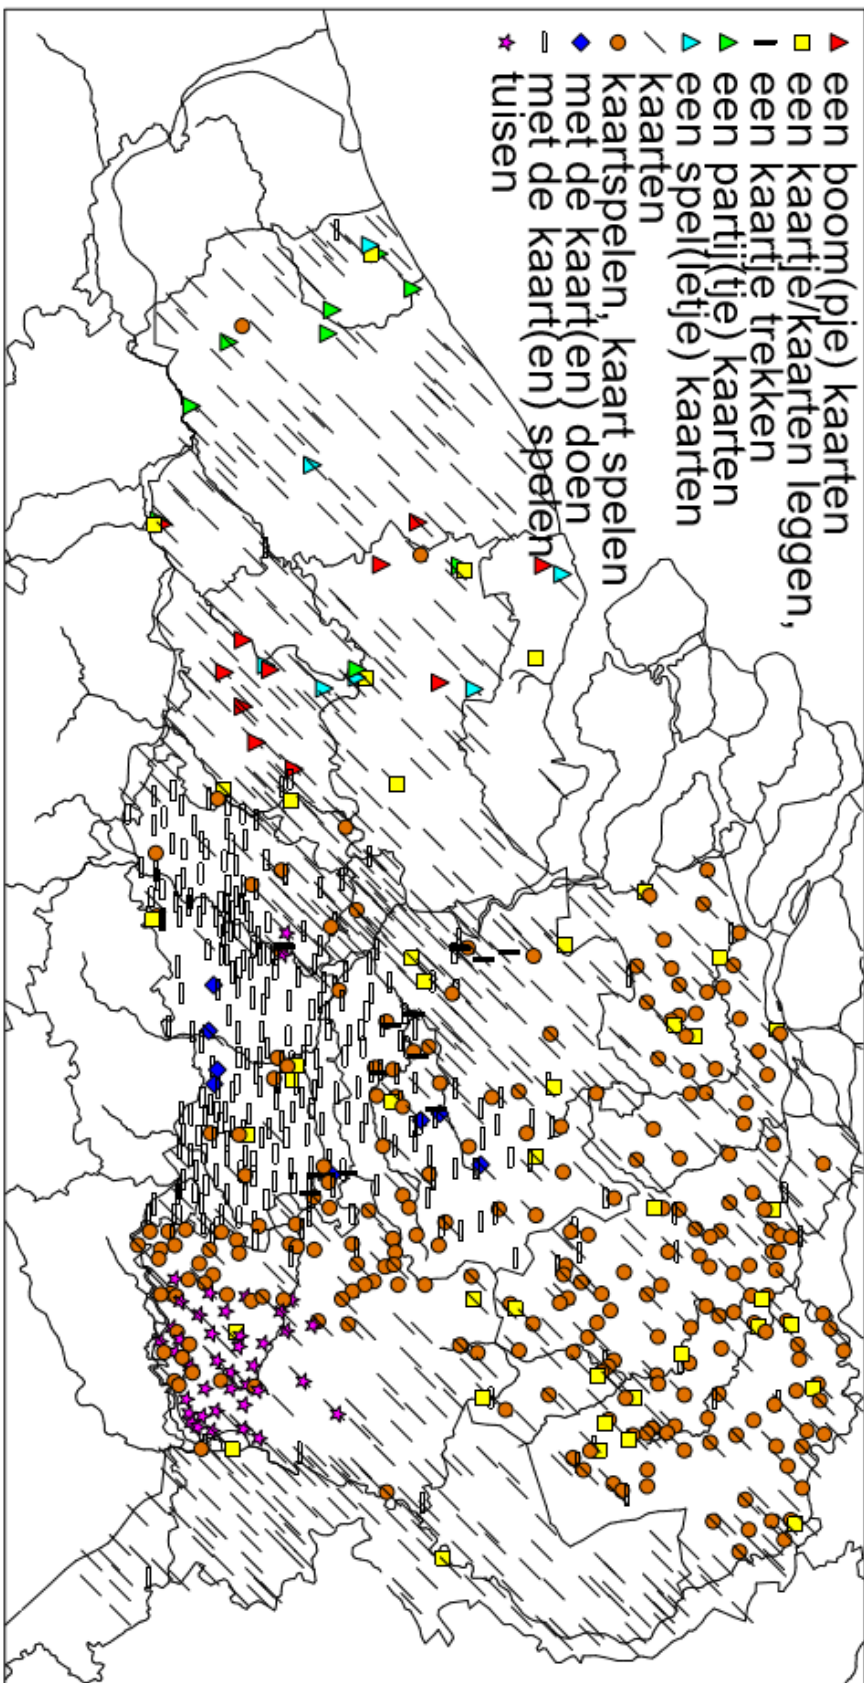 een boom(pje) kaarten
een kaartje/kaarten leggen,
een kaartje trekken
een partij(tje) kaarten
een spel(letje) kaarten
kaarten
kaartspelen, kaart spelen
met de kaart(en) doen
met de kaart(en) spelen
tuisen